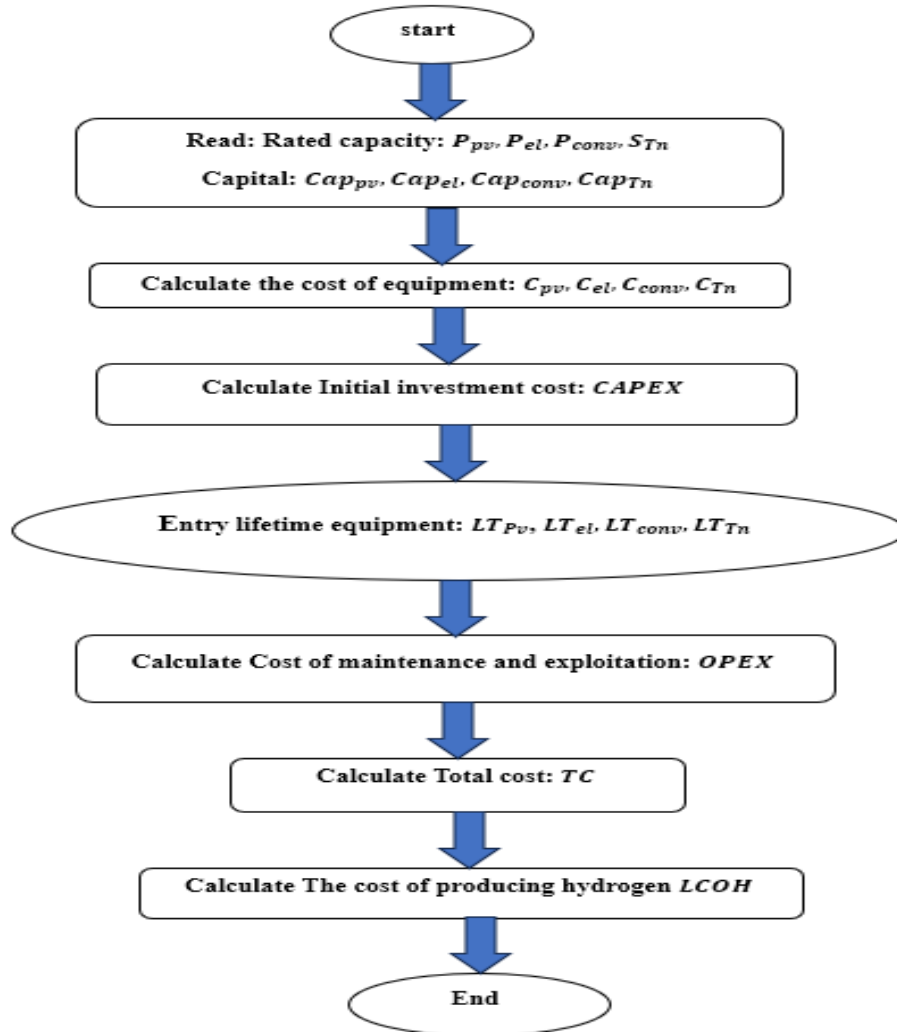 start
Read: Rated capacity: P_pv, P_el, P_conv, S_Tn
Capital: Cap_pv, Cap_el, Cap_conv, Cap_Tn
Calculate the cost of equipment: C_pv, C_el, C_conv, C_Tn
Calculate Initial investment cost: CAPEX
Entry lifetime equipment: LT_Pv, LT_el, LT_conv, LT_Tn
Calculate Cost of maintenance and exploitation: OPEX
Calculate Total cost: TC
Calculate The cost of producing hydrogen LCOH
End